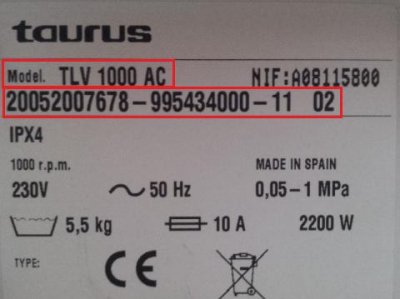 taurus
Model. TLV 1000 AC NIF:A08115800
20052007678-995434000-11 02
IPX4
1000 r.p.m. MADE IN SPAIN
230V 50 Hz 0,05-1 MPa
5,5 kg 10 A 2200 W
TYPE: CE